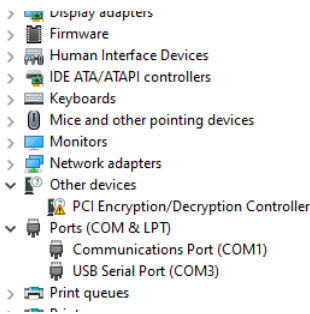 Display adapters
Firmware
Human Interface Devices
IDE ATA/ATAPI controllers
Keyboards
Mice and other pointing devices
Monitors
Network adapters
Other devices
PCI Encryption/Decryption Controller
Ports (COM & LPT)
Communications Port (COM1)
USB Serial Port (COM3)
Print queues